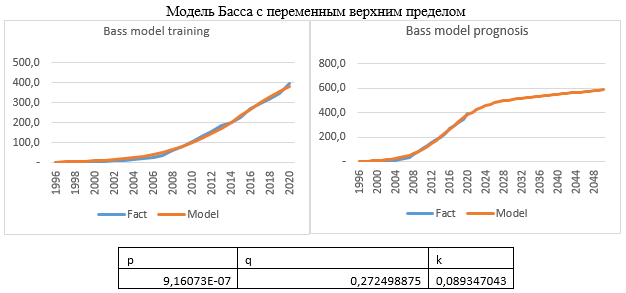 Модель Басса с переменным верхним пределом
Bass model training
500,0
400,0
300,0
200,0
100,0
-
1996 1998 2000 2002 2004 2006 2008 2010 2012 2014 2016 2018 2020
Fact Model
Bass model prognosis
800,0
600,0
400,0
200,0
-
1996 2000 2004 2008 2012 2016 2020 2024 2028 2032 2036 2040 2044 2048
Fact Model
p q k
9,16073E-07 0,272498875 0,089347043